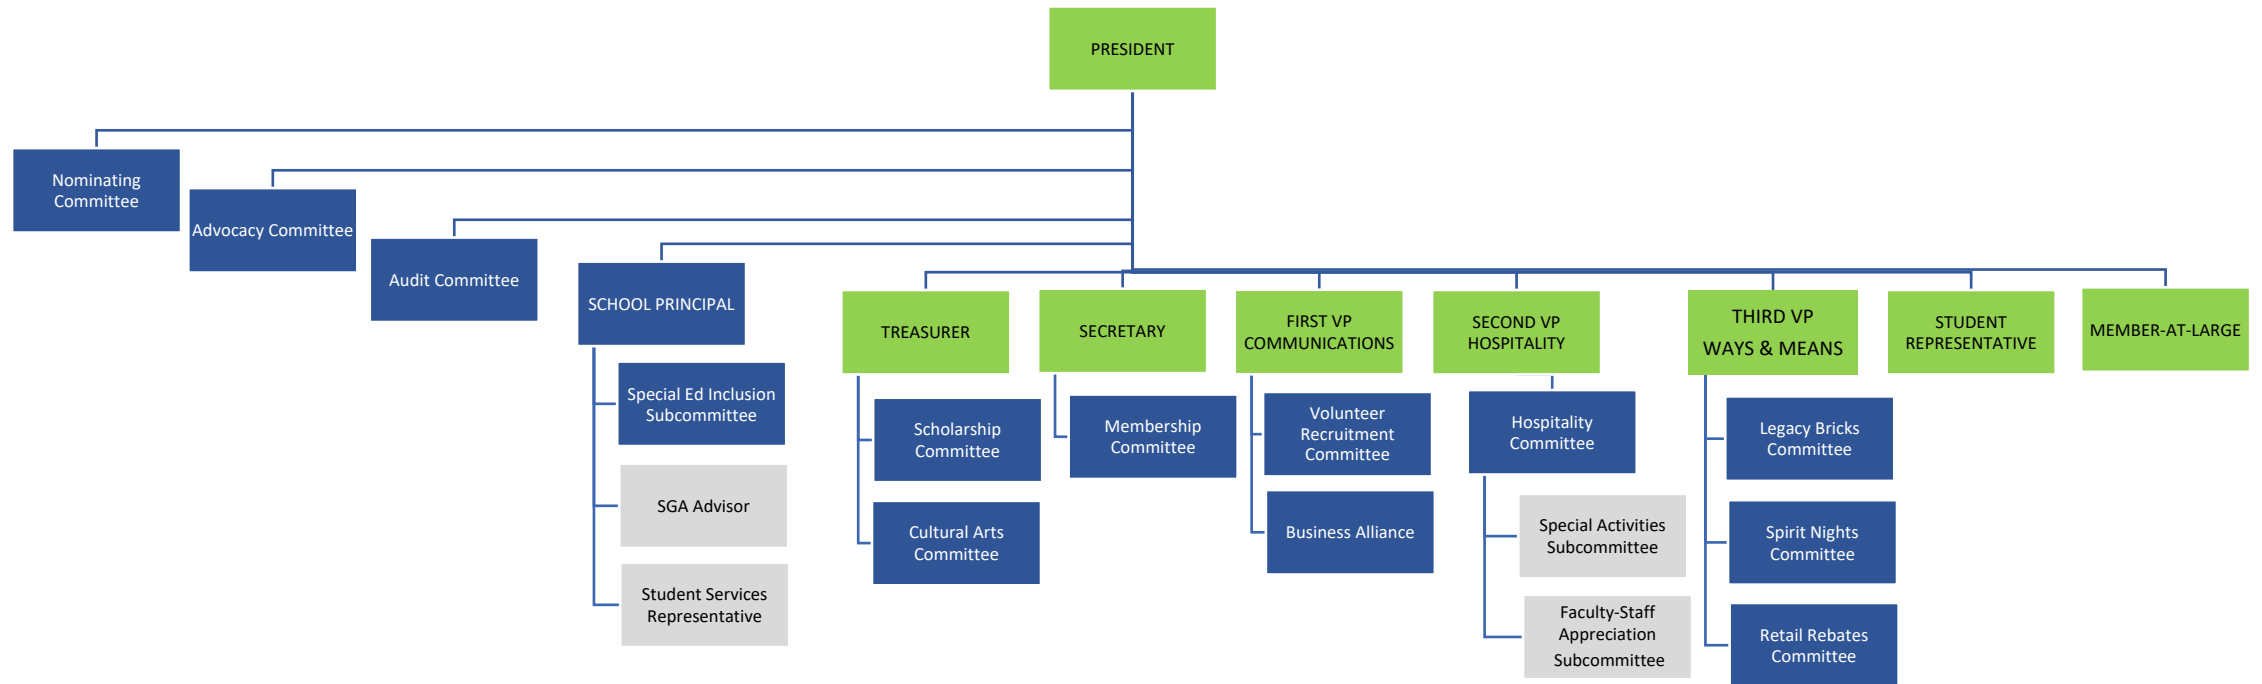 PRESIDENT
Nominating
Committee
Advocacy Committee
Audit Committee
SCHOOL PRINCIPAL
Special Ed Inclusion
Subcommittee
SGA Advisor
Student Services
Representative
TREASURER
Scholarship
Committee
Cultural Arts
Committee
SECRETARY
Membership
Committee
FIRST VP
COMMUNICATIONS
Volunteer
Recruitment
Committee
Business Alliance
SECOND VP
HOSPITALITY
Hospitality
Committee
Special Activities
Subcommittee
Faculty-Staff
Appreciation
Subcommittee
THIRD VP
WAYS & MEANS
Legacy Bricks
Committee
Spirit Nights
Committee
Retail Rebates
Committee
STUDENT
REPRESENTATIVE
MEMBER-AT-LARGE